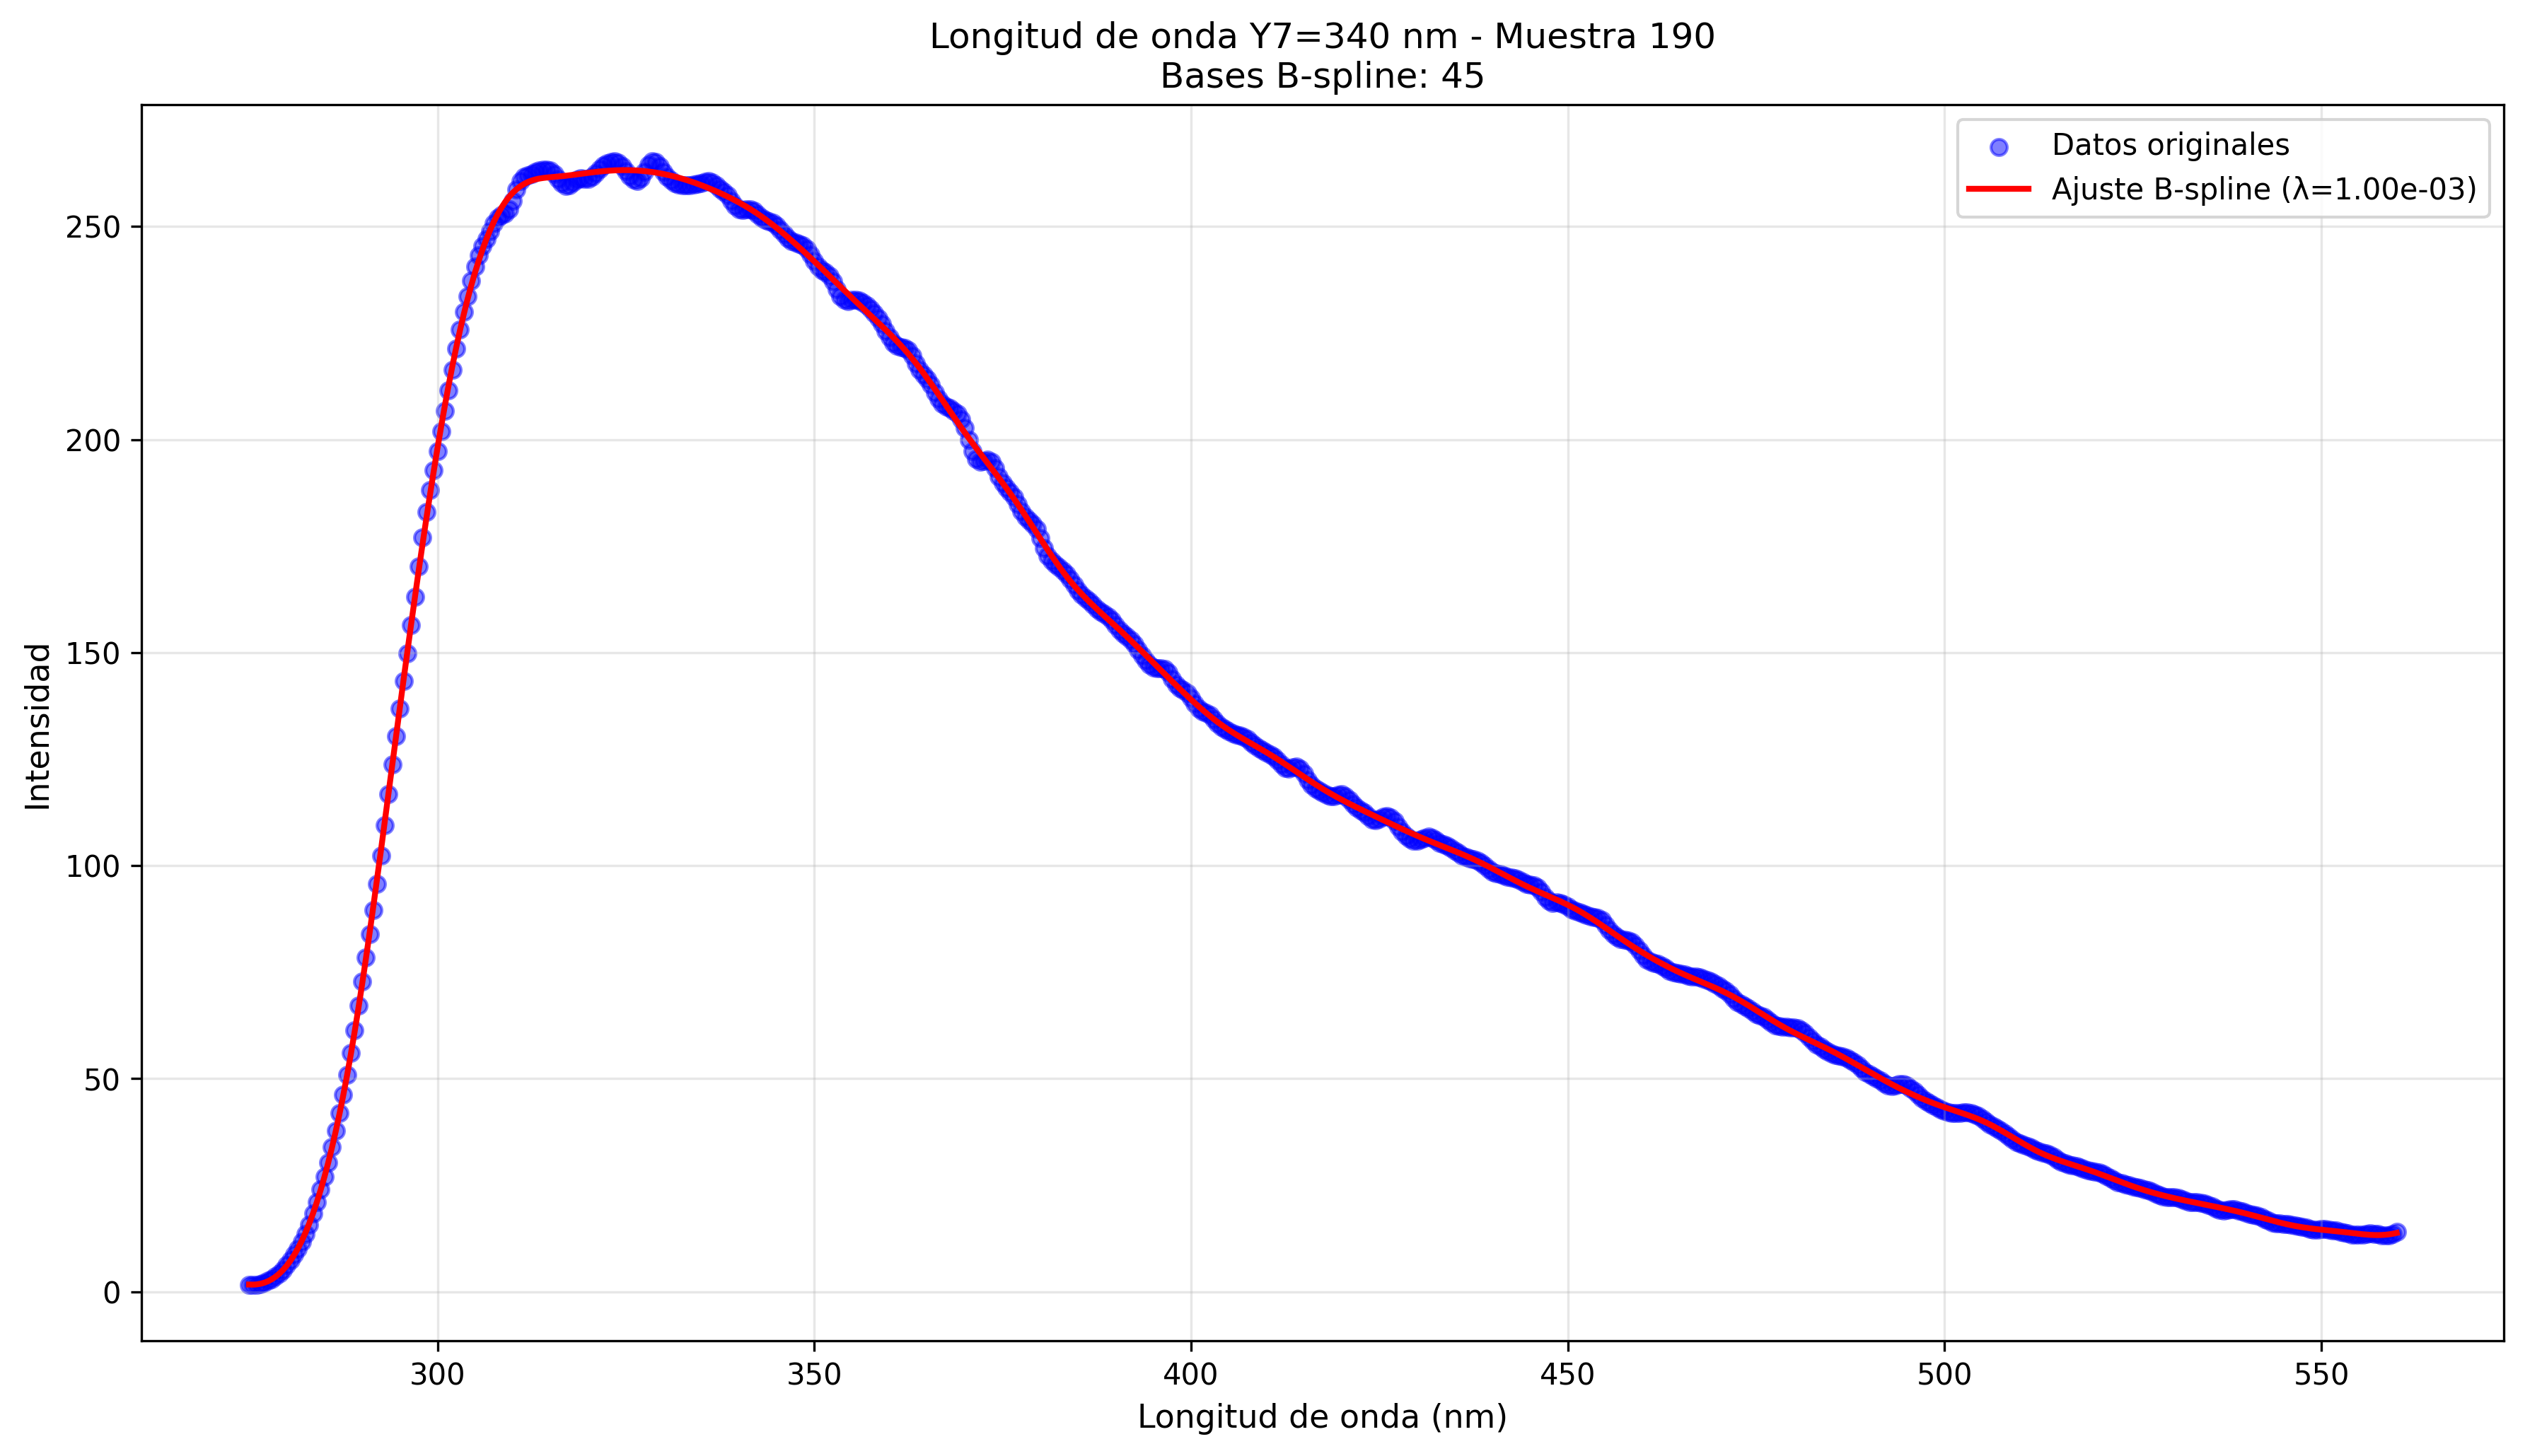 Longitud de onda Y7=340 nm - Muestra 190
Bases B-spline: 45
Datos originales
Ajuste B-spline (λ=1.00e-03)
Intensidad
250
200
150
100
50
0
300 350 400 450 500 550
Longitud de onda (nm)